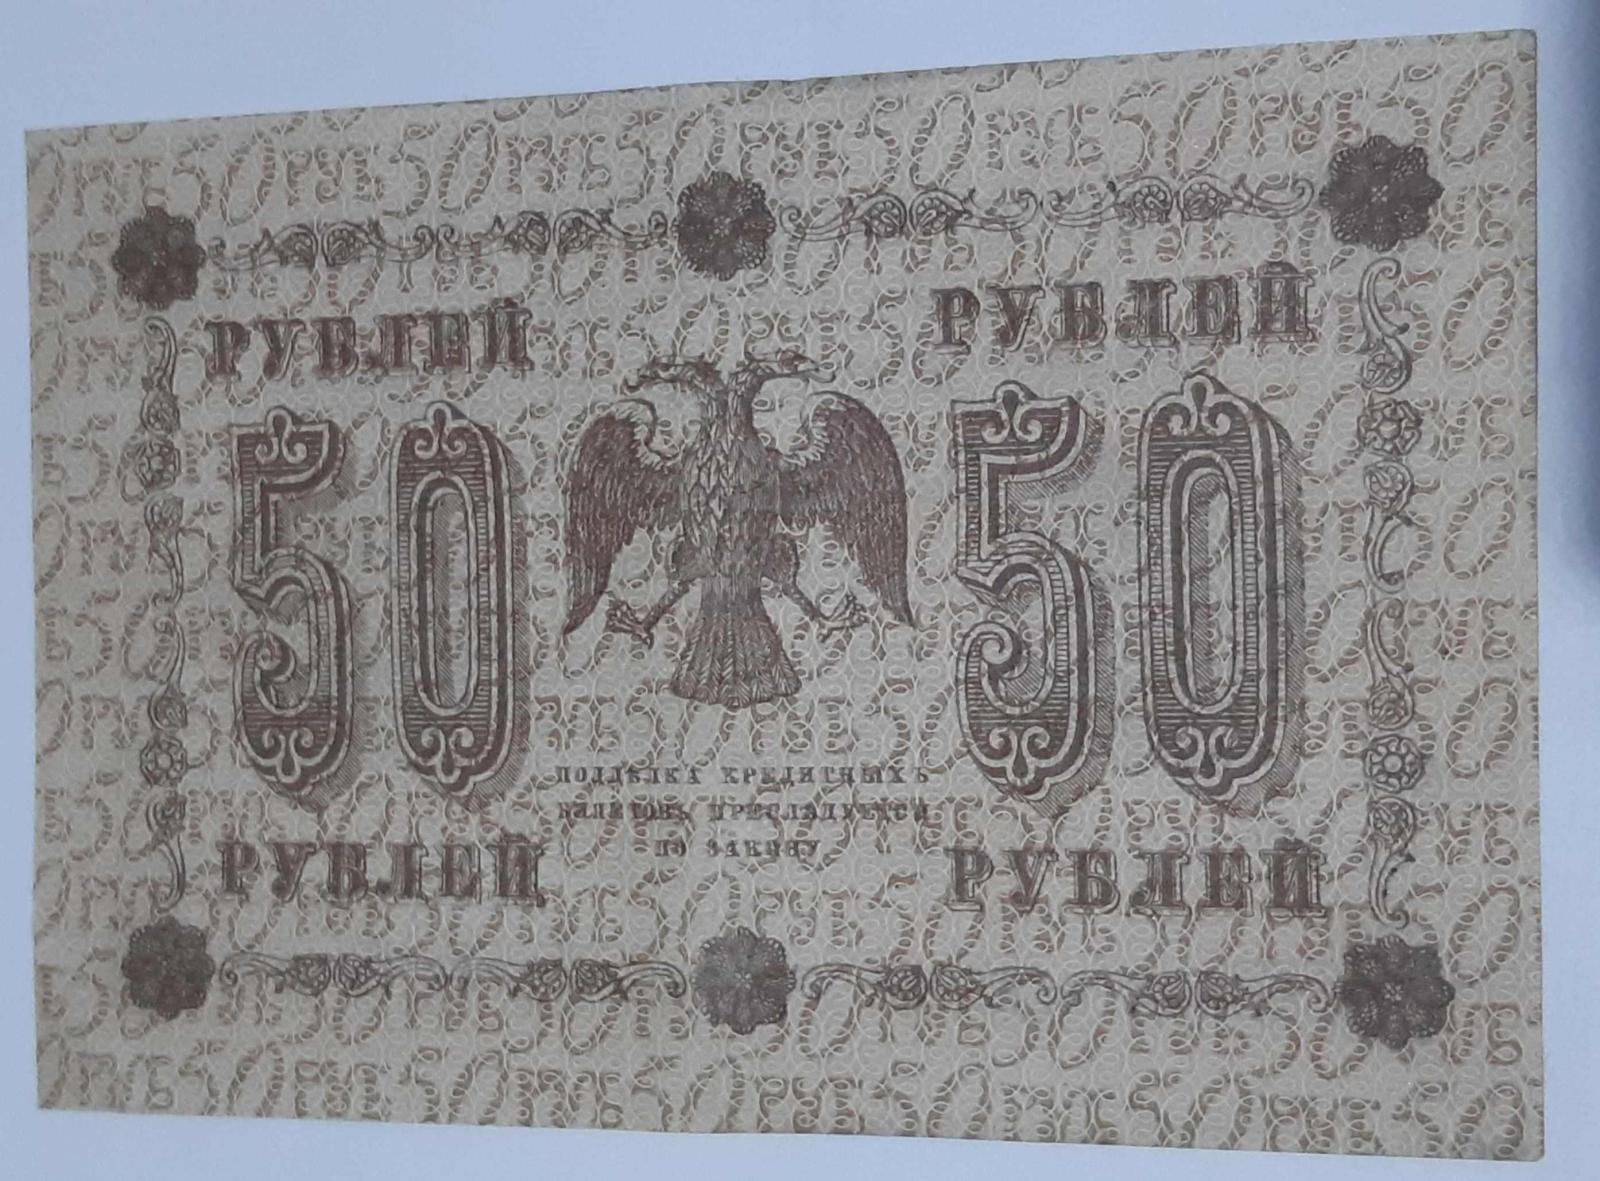 РУБЛЕЙ РУБЛЕЙ
50 50
ПОДДѢЛКА КРЕДИТНЫХЪ
БИЛЕТОВЪ ПРЕСЛѢДУЕТСЯ
ПО ЗАКОНУ
РУБЛЕЙ РУБЛЕЙ